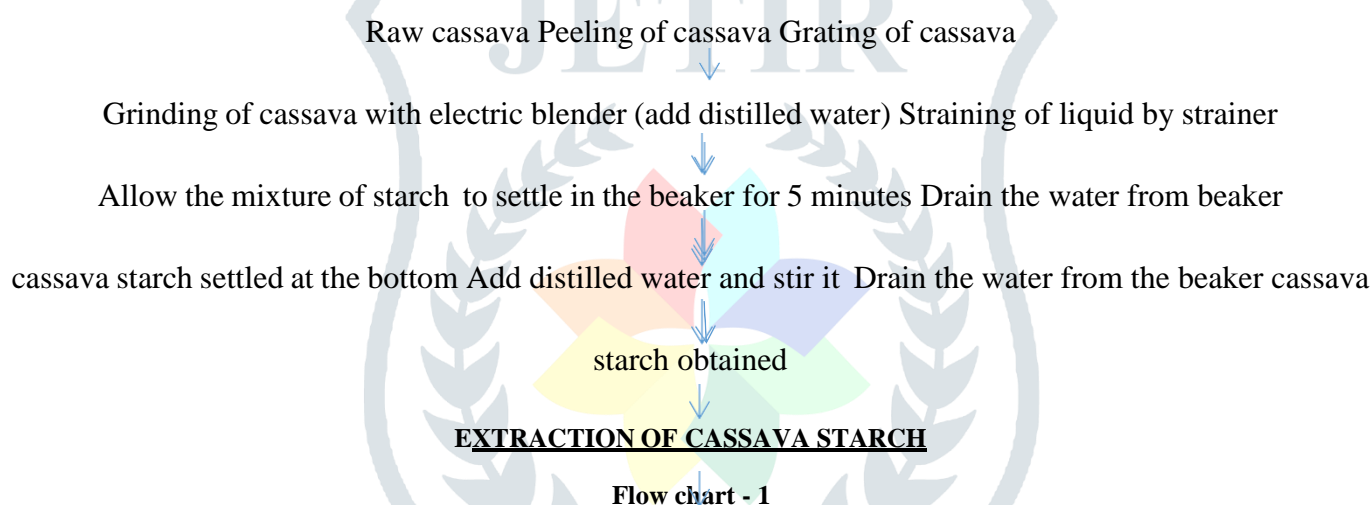 JETIR
Raw cassava Peeling of cassava Grating of cassava
Grinding of cassava with electric blender (add distilled water) Straining of liquid by strainer
Allow the mixture of starch to settle in the beaker for 5 minutes Drain the water from beaker
cassava starch settled at the bottom Add distilled water and stir it Drain the water from the beaker cassava
starch obtained
EXTRACTION OF CASSAVA STARCH
Flow chart - 1